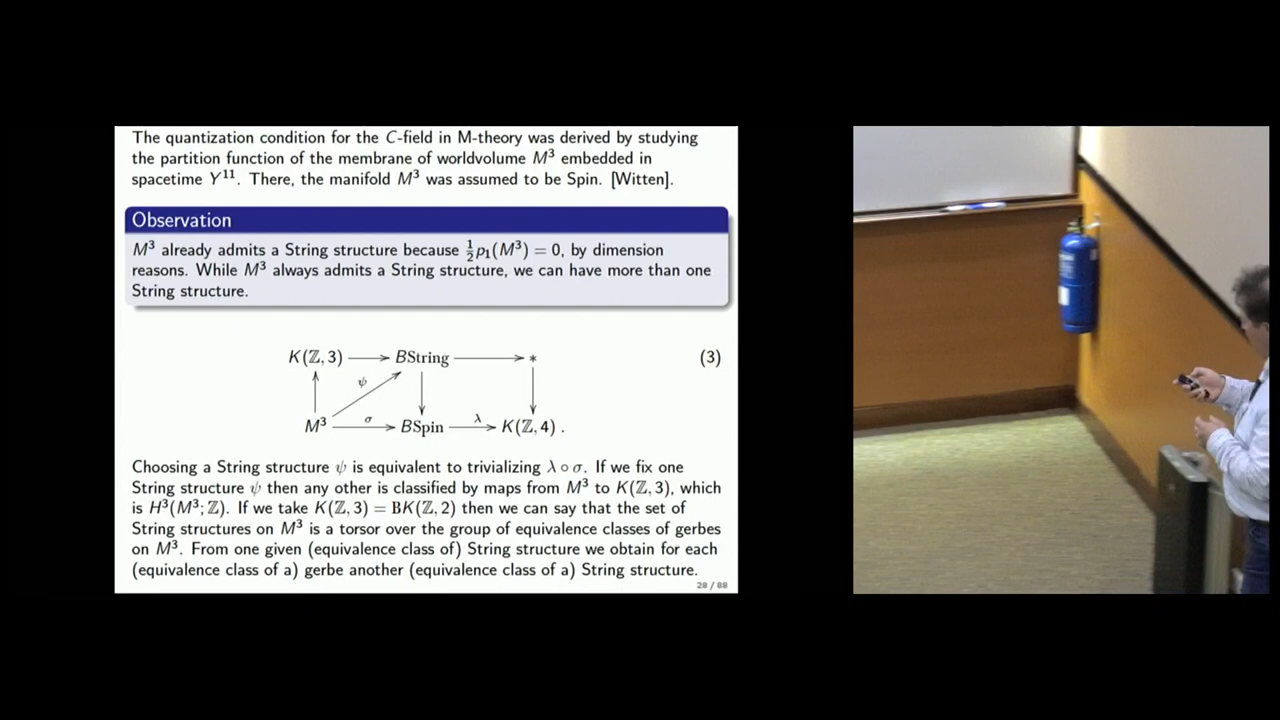 The quantization condition for the C-field in M-theory was derived by studying
the partition function of the membrane of worldvolume M³ embedded in
spacetime Y¹¹. There, the manifold M³ was assumed to be Spin. [Witten].
Observation
M³ already admits a String structure because ½p₁(M³) = 0, by dimension
reasons. While M³ always admits a String structure, we can have more than one
String structure.
K(ℤ, 3) BString * (3)
ψ
M³ σ BSpin λ K(ℤ, 4) .
Choosing a String structure ψ is equivalent to trivializing λ ∘ σ. If we fix one
String structure ψ then any other is classified by maps from M³ to K(ℤ, 3), which
is H³(M³; ℤ). If we take K(ℤ, 3) = BK(ℤ, 2) then we can say that the set of
String structures on M³ is a torsor over the group of equivalence classes of gerbes
on M³. From one given (equivalence class of) String structure we obtain for each
(equivalence class of a) gerbe another (equivalence class of a) String structure.
28 / 88